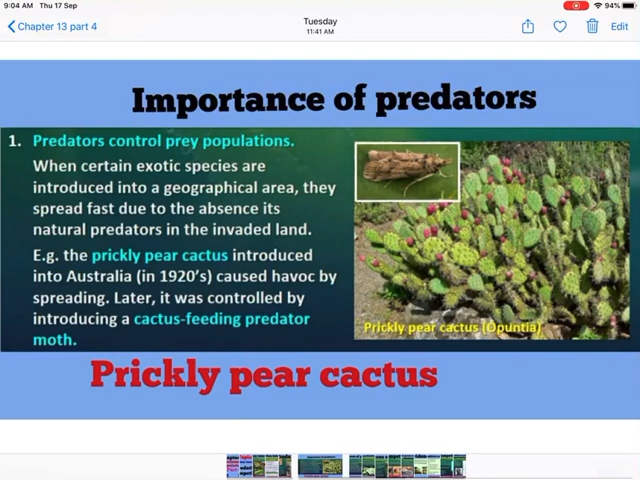 9:04 AM Thu 17 Sep
94%
Chapter 13 part 4
Tuesday
11:41 AM
Edit
Importance of predators
1. Predators control prey populations.
When certain exotic species are
introduced into a geographical area, they
spread fast due to the absence its
natural predators in the invaded land.
E.g. the prickly pear cactus introduced
into Australia (in 1920's) caused havoc by
spreading. Later, it was controlled by
introducing a cactus-feeding predator
moth.
Prickly pear cactus (Opuntia)
Prickly pear cactus